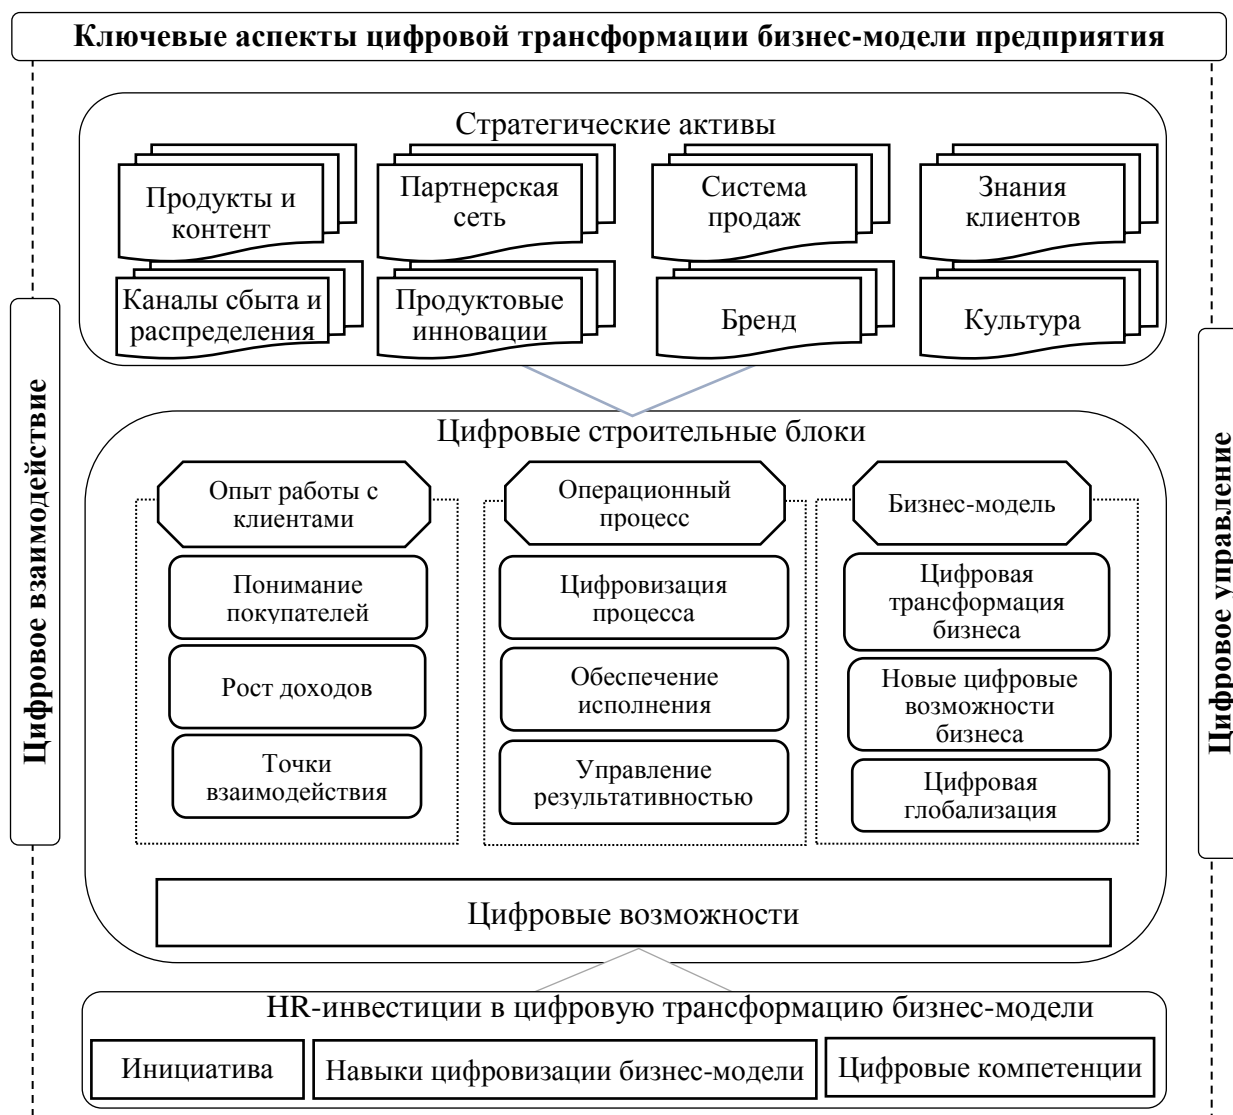 Ключевые аспекты цифровой трансформации бизнес-модели предприятия
Стратегические активы
Продукты и
контент
Партнерская
сеть
Система
продаж
Знания
клиентов
Каналы сбыта и
распределения
Продуктовые
инновации
Бренд
Культура
Цифровое взаимодействие
Цифровое управление
Цифровые строительные блоки
Опыт работы с
клиентами
Понимание
покупателей
Рост доходов
Точки
взаимодействия
Операционный
процесс
Цифровизация
процесса
Обеспечение
исполнения
Управление
результативностью
Бизнес-модель
Цифровая
трансформация
бизнеса
Новые цифровые
возможности
бизнеса
Цифровая
глобализация
Цифровые возможности
HR-инвестиции в цифровую трансформацию бизнес-модели
Инициатива
Навыки цифровизации бизнес-модели
Цифровые компетенции